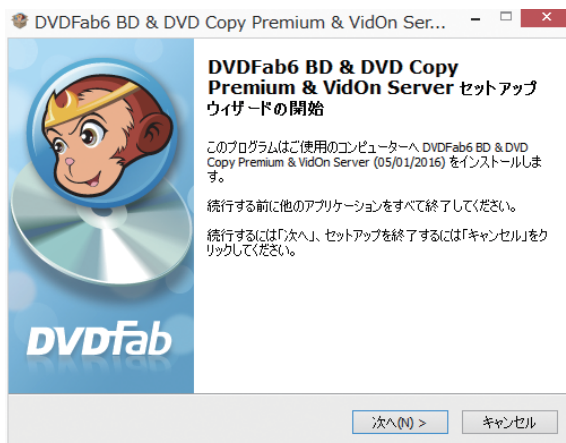 DVDFab6 BD & DVD Copy Premium & VidOn Ser...
DVDFab6 BD & DVD Copy
Premium & VidOn Server セットアップ
ウィザードの開始
このプログラムはご使用のコンピューターへ DVDFab6 BD & DVD
Copy Premium & VidOn Server (05/01/2016) をインストールしま
す。
続行する前に他のアプリケーションをすべて終了してください。
続行するには「次へ」、セットアップを終了するには「キャンセル」をク
リックしてください。
DVDFab
次へ(N) >
キャンセル